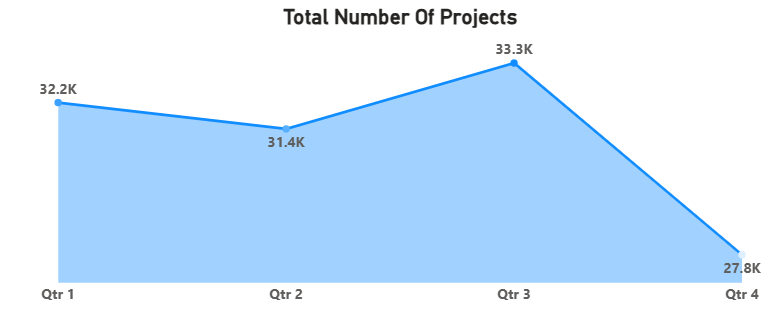 Total Number Of Projects
33.3K
32.2K
31.4K
27.8K
Qtr 1 Qtr 2 Qtr 3 Qtr 4